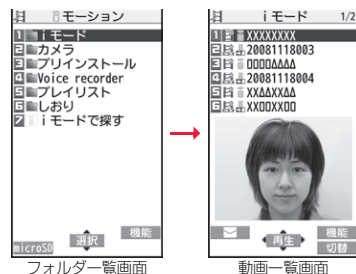 iモーション
1 iモード
2 カメラ
3 プリインストール
4 Voice recorder
5 プレイリスト
6 しおり
7 iモードで探す
機能
選択
microSD
フォルダ一覧画面
iモード 1/2
1 XXXXXXXX
2 20081118003
3 □□□□△△△△
4 20081118004
5 XX△△XX△△
6 XX□□XX□□
再生
機能
切替
動画一覧画面